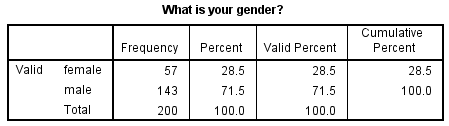 What is your gender?
Frequency Percent Valid Percent Cumulative Percent
Valid female 57 28.5 28.5 28.5
male 143 71.5 71.5 100.0
Total 200 100.0 100.0